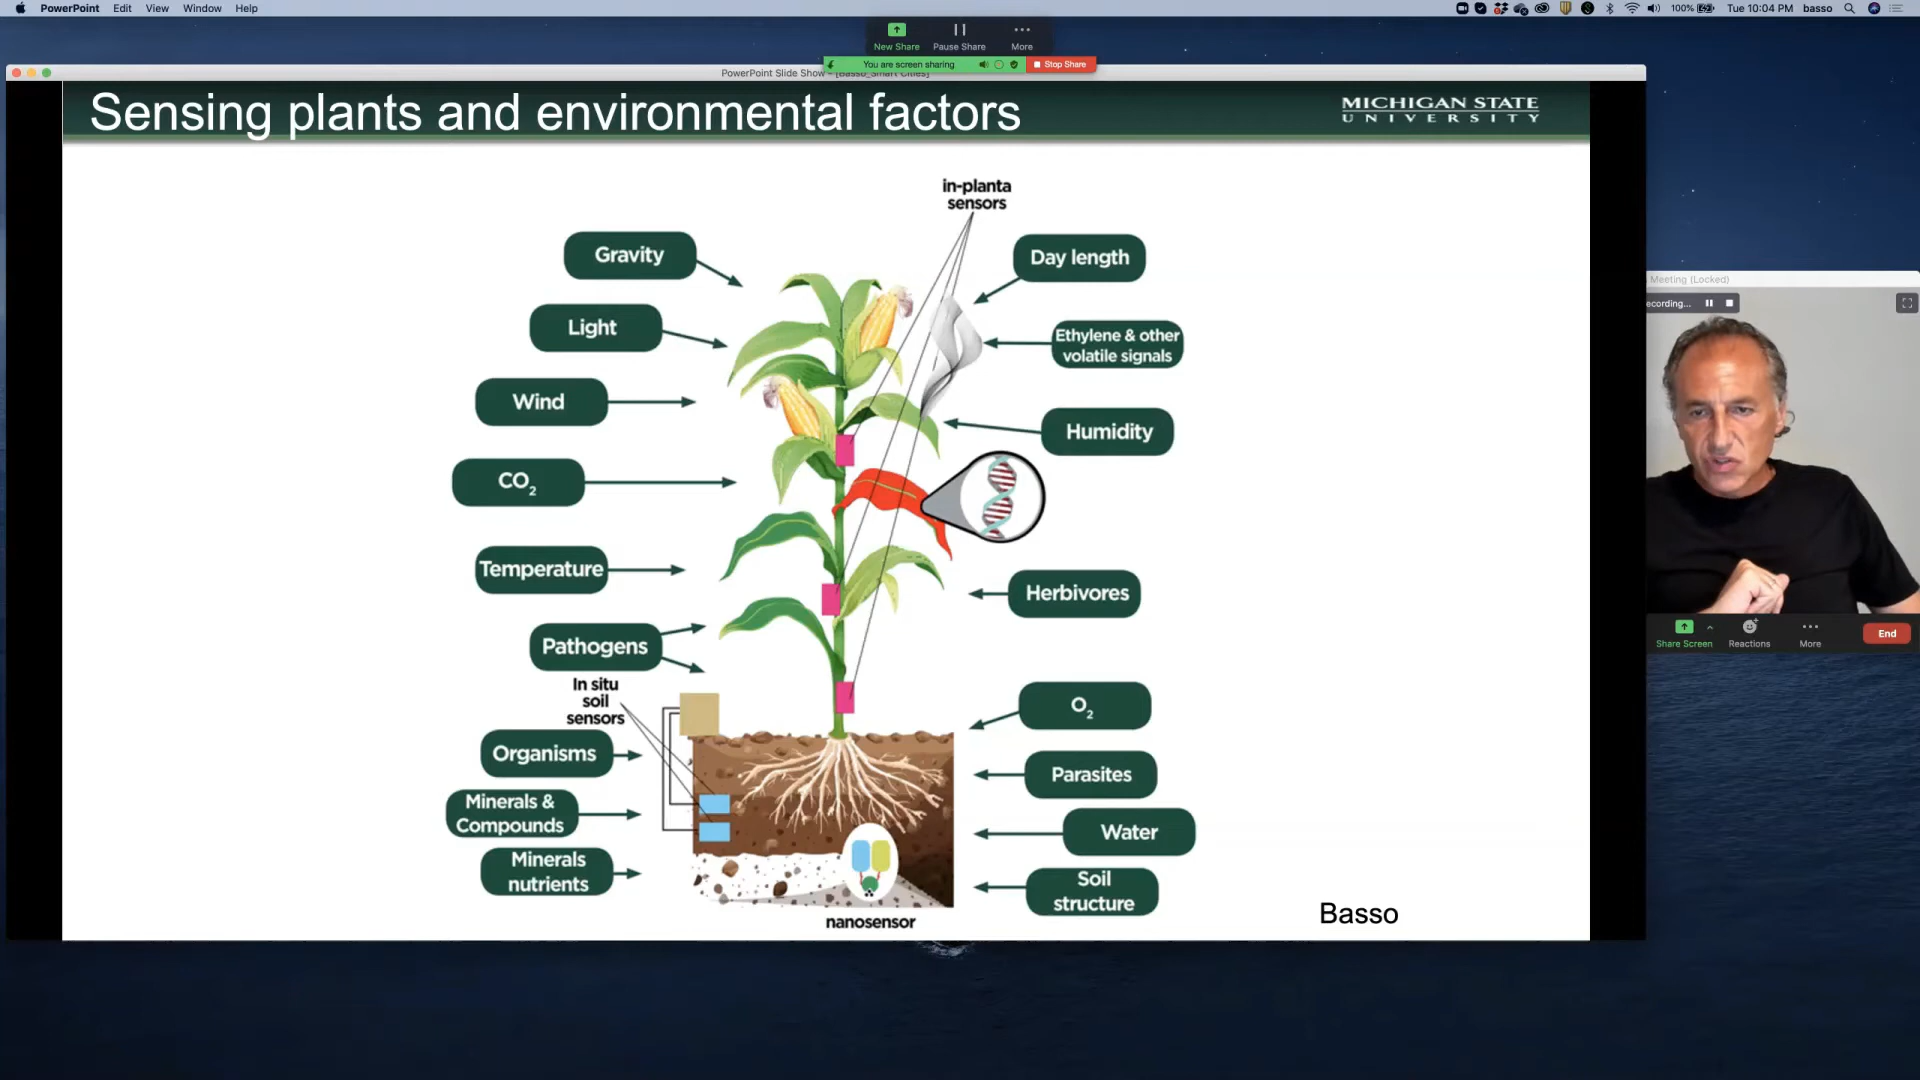 PowerPoint Edit View Window Help
100% Tue 10:04 PM basso
New Share Pause Share More
You are screen sharing Stop Share
PowerPoint Slide Show - [Basso_Smart Cities]
Sensing plants and environmental factors
MICHIGAN STATE
UNIVERSITY
in-planta
sensors
Gravity
Day length
Light
Ethylene & other
volatile signals
Wind
Humidity
CO2
Temperature
Herbivores
Pathogens
In situ
soil
sensors
O2
Organisms
Parasites
Minerals &
Compounds
Water
Minerals
nutrients
Soil
structure
nanosensor
Basso
Meeting (Locked)
ecording...
Share Screen Reactions More End